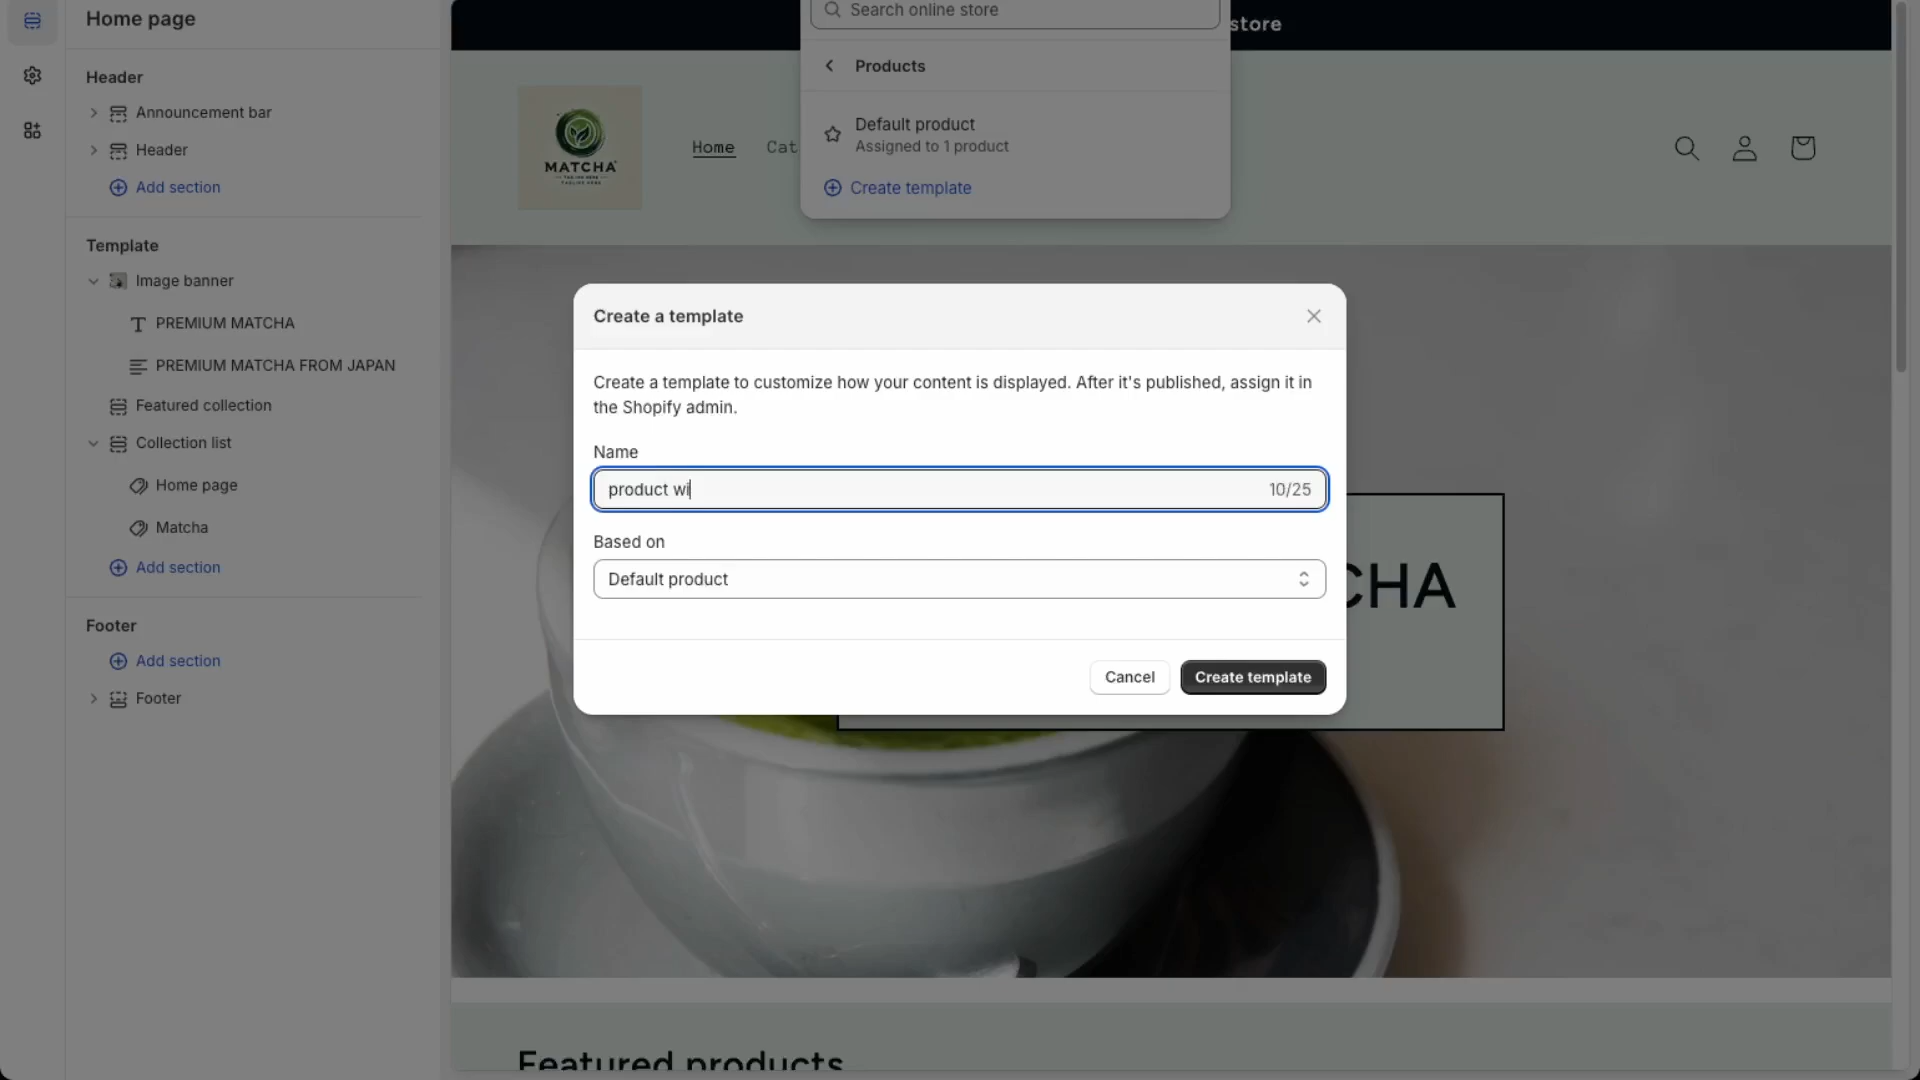 Home page
Header
Announcement bar
Header
Add section
Template
Image banner
PREMIUM MATCHA
PREMIUM MATCHA FROM JAPAN
Featured collection
Collection list
Home page
Matcha
Add section
Footer
Add section
Footer
Search online store
store
Products
Default product
Assigned to 1 product
Create template
MATCHA
Home
Cat
Create a template
Create a template to customize how your content is displayed. After it's published, assign it in
the Shopify admin.
Name
product wi
10/25
Based on
Default product
Cancel
Create template
CHA
Featured products